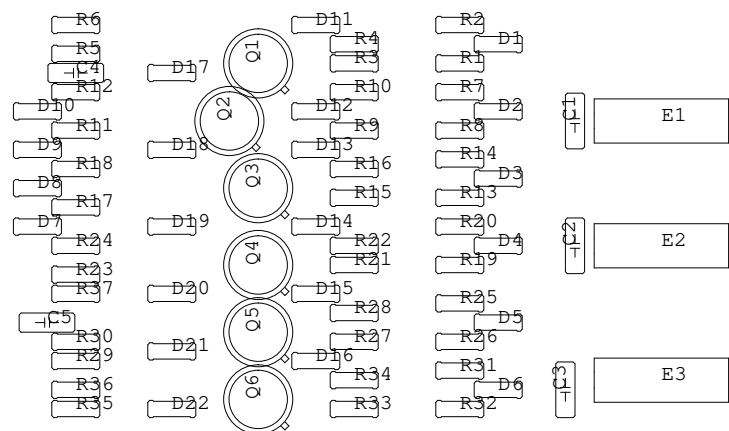 R6 D11 R2
R4 D1
R5 Q1 R3 R1
C4 D17
R12 R10 R7
D10 Q2 D12 D2 C1 E1
R11 R9 R8
D9 D18 D13
R18 R16 R14
D8 Q3 D3
R17 R15 R13
D7 D19 D14 R20
R24 Q4 R22 D4 C2 E2
R23 R21 R19
R37 D20 D15
R28 R25
C5 Q5 D5
R30 R27 R26
R29 D21 D16
R34 R31
R36 Q6 D6 C3 E3
R35 D22 R33 R32